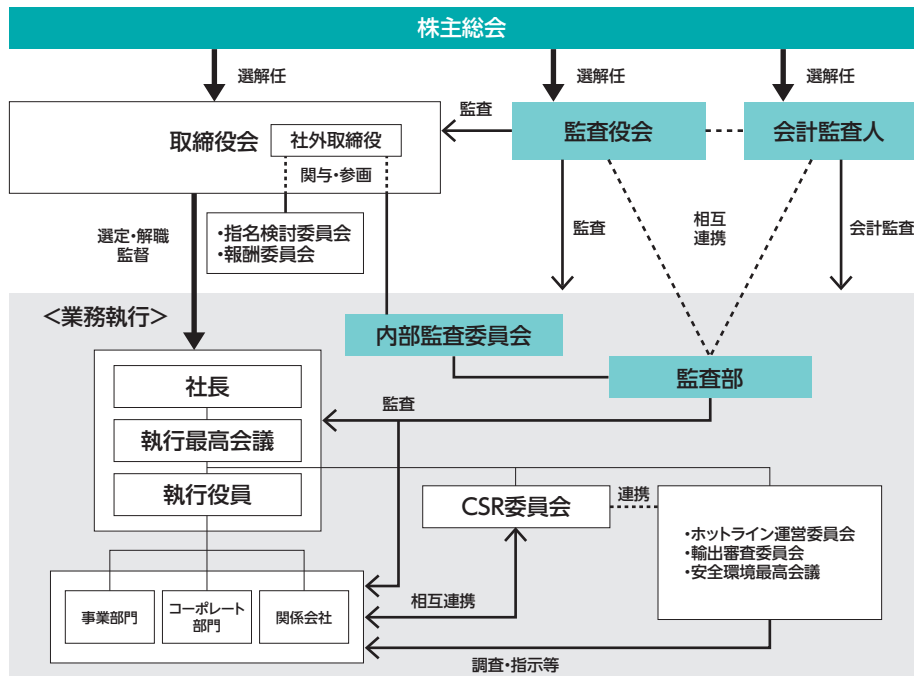 株主総会
選解任
選解任
選解任
取締役会
社外取締役
関与・参画
監査
監査役会
会計監査人
選定・解職
監督
・指名検討委員会
・報酬委員会
監査
相互
連携
会計監査
＜業務執行＞
内部監査委員会
監査部
社長
執行最高会議
執行役員
監査
CSR委員会
連携
・ホットライン運営委員会
・輸出審査委員会
・安全環境最高会議
事業部門
コーポレート
部門
関係会社
相互連携
調査・指示等